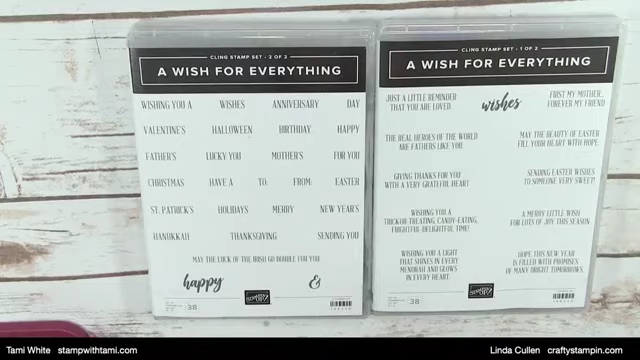 CLING STAMP SET - 2 OF 2
A WISH FOR EVERYTHING
WISHING YOU A WISHES ANNIVERSARY DAY
VALENTINE'S HALLOWEEN BIRTHDAY HAPPY
FATHER'S LUCKY YOU MOTHER'S FOR YOU
CHRISTMAS HAVE A TO: FROM: EASTER
ST. PATRICK'S HOLIDAYS MERRY NEW YEAR'S
HANUKKAH THANKSGIVING SENDING YOU
MAY THE LUCK OF THE IRISH GO DOUBLE FOR YOU
happy &
38
STAMPIN' UP!
CLING STAMP SET - 1 OF 2
A WISH FOR EVERYTHING
JUST A LITTLE REMINDER
THAT YOU ARE LOVED.
wishes
FIRST MY MOTHER...
FOREVER MY FRIEND
THE REAL HEROES OF THE WORLD
ARE FATHERS LIKE YOU.
MAY THE BEAUTY OF EASTER
FILL YOUR HEART WITH HOPE.
GIVING THANKS FOR YOU
WITH A VERY GRATEFUL HEART
SENDING EASTER WISHES
TO SOMEONE VERY SWEET!
WISHING YOU A
TRICK-OR-TREATING, CANDY-EATING,
FRIGHTFUL-DELIGHTFUL TIME!
A MERRY LITTLE WISH
FOR LOTS OF JOY THIS SEASON
WISHING YOU A LIGHT
THAT SHINES IN EVERY
MENORAH AND GLOWS
IN EVERY HEART
HOPE THIS NEW YEAR
IS FILLED WITH PROMISES
OF MANY BRIGHT TOMORROWS.
38
STAMPIN' UP!
Tami White stampwithtami.com
Linda Cullen craftystampin.com